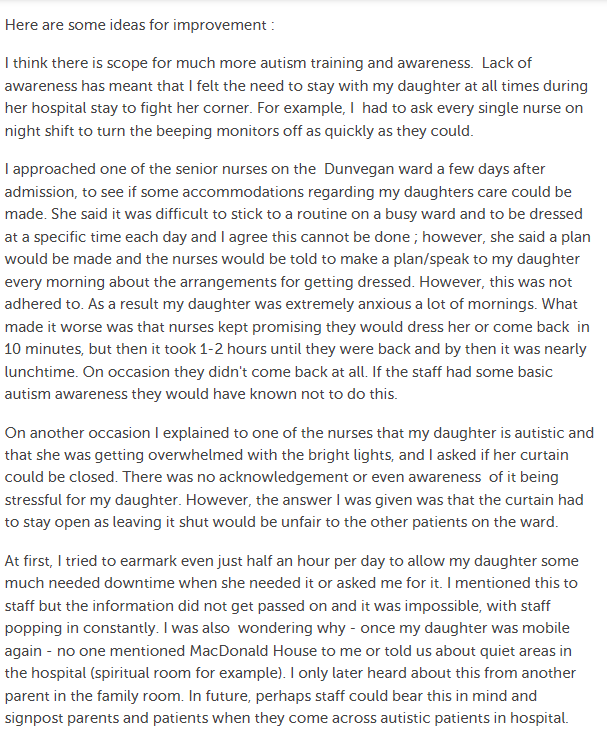 Here are some ideas for improvement :
I think there is scope for much more autism training and awareness.  Lack of
awareness has meant that I felt the need to stay with my daughter at all times during
her hospital stay to fight her corner. For example, I  had to ask every single nurse on
night shift to turn the beeping monitors off as quickly as they could.
I approached one of the senior nurses on the  Dunvegan ward a few days after
admission, to see if some accommodations regarding my daughters care could be
made. She said it was difficult to stick to a routine on a busy ward and to be dressed
at a specific time each day and I agree this cannot be done ; however, she said a plan
would be made and the nurses would be told to make a plan/speak to my daughter
every morning about the arrangements for getting dressed. However, this was not
adhered to. As a result my daughter was extremely anxious a lot of mornings. What
made it worse was that nurses kept promising they would dress her or come back  in
10 minutes, but then it took 1-2 hours until they were back and by then it was nearly
lunchtime. On occasion they didn't come back at all. If the staff had some basic
autism awareness they would have known not to do this.
On another occasion I explained to one of the nurses that my daughter is autistic and
that she was getting overwhelmed with the bright lights, and I asked if her curtain
could be closed. There was no acknowledgement or even awareness  of it being
stressful for my daughter. However, the answer I was given was that the curtain had
to stay open as leaving it shut would be unfair to the other patients on the ward.
At first, I tried to earmark even just half an hour per day to allow my daughter some
much needed downtime when she needed it or asked me for it. I mentioned this to
staff but the information did not get passed on and it was impossible, with staff
popping in constantly. I was also  wondering why - once my daughter was mobile
again - no one mentioned MacDonald House to me or told us about quiet areas in
the hospital (spiritual room for example). I only later heard about this from another
parent in the family room. In future, perhaps staff could bear this in mind and
signpost parents and patients when they come across autistic patients in hospital.